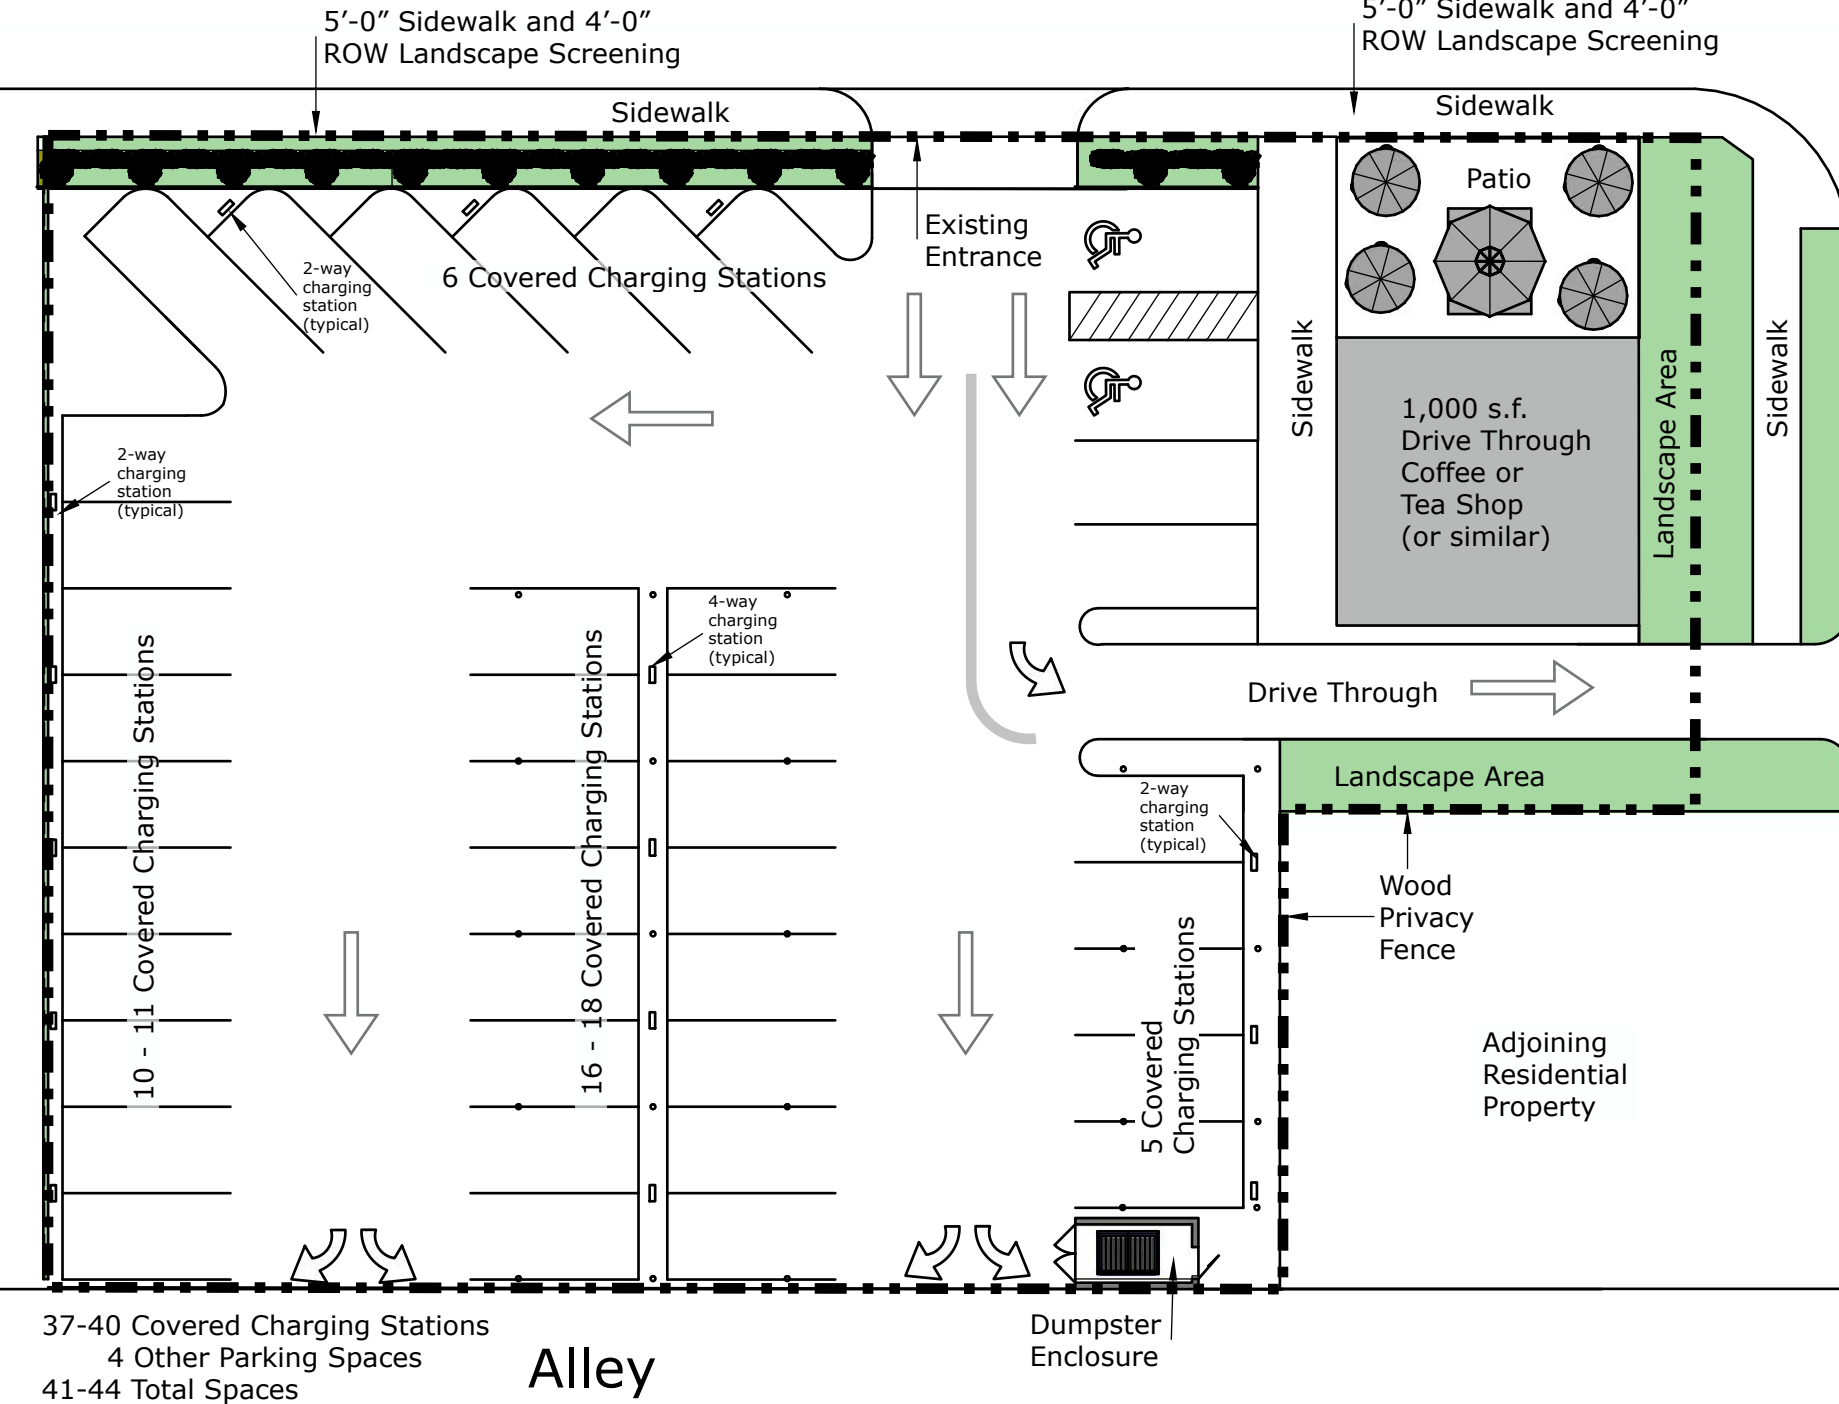 5’-0” Sidewalk and 4’-0”
ROW Landscape Screening
5’-0” Sidewalk and 4’-0”
ROW Landscape Screening
Sidewalk
Sidewalk
Patio
Existing
Entrance
2-way
charging
station
(typical)
6 Covered Charging Stations
Sidewalk
Landscape Area
Sidewalk
1,000 s.f.
Drive Through
Coffee or
Tea Shop
(or similar)
2-way
charging
station
(typical)
4-way
charging
station
(typical)
10 - 11 Covered Charging Stations
16 - 18 Covered Charging Stations
Drive Through
Landscape Area
2-way
charging
station
(typical)
Wood
Privacy
Fence
5 Covered
Charging Stations
Adjoining
Residential
Property
37-40 Covered Charging Stations
4 Other Parking Spaces
41-44 Total Spaces
Alley
Dumpster
Enclosure